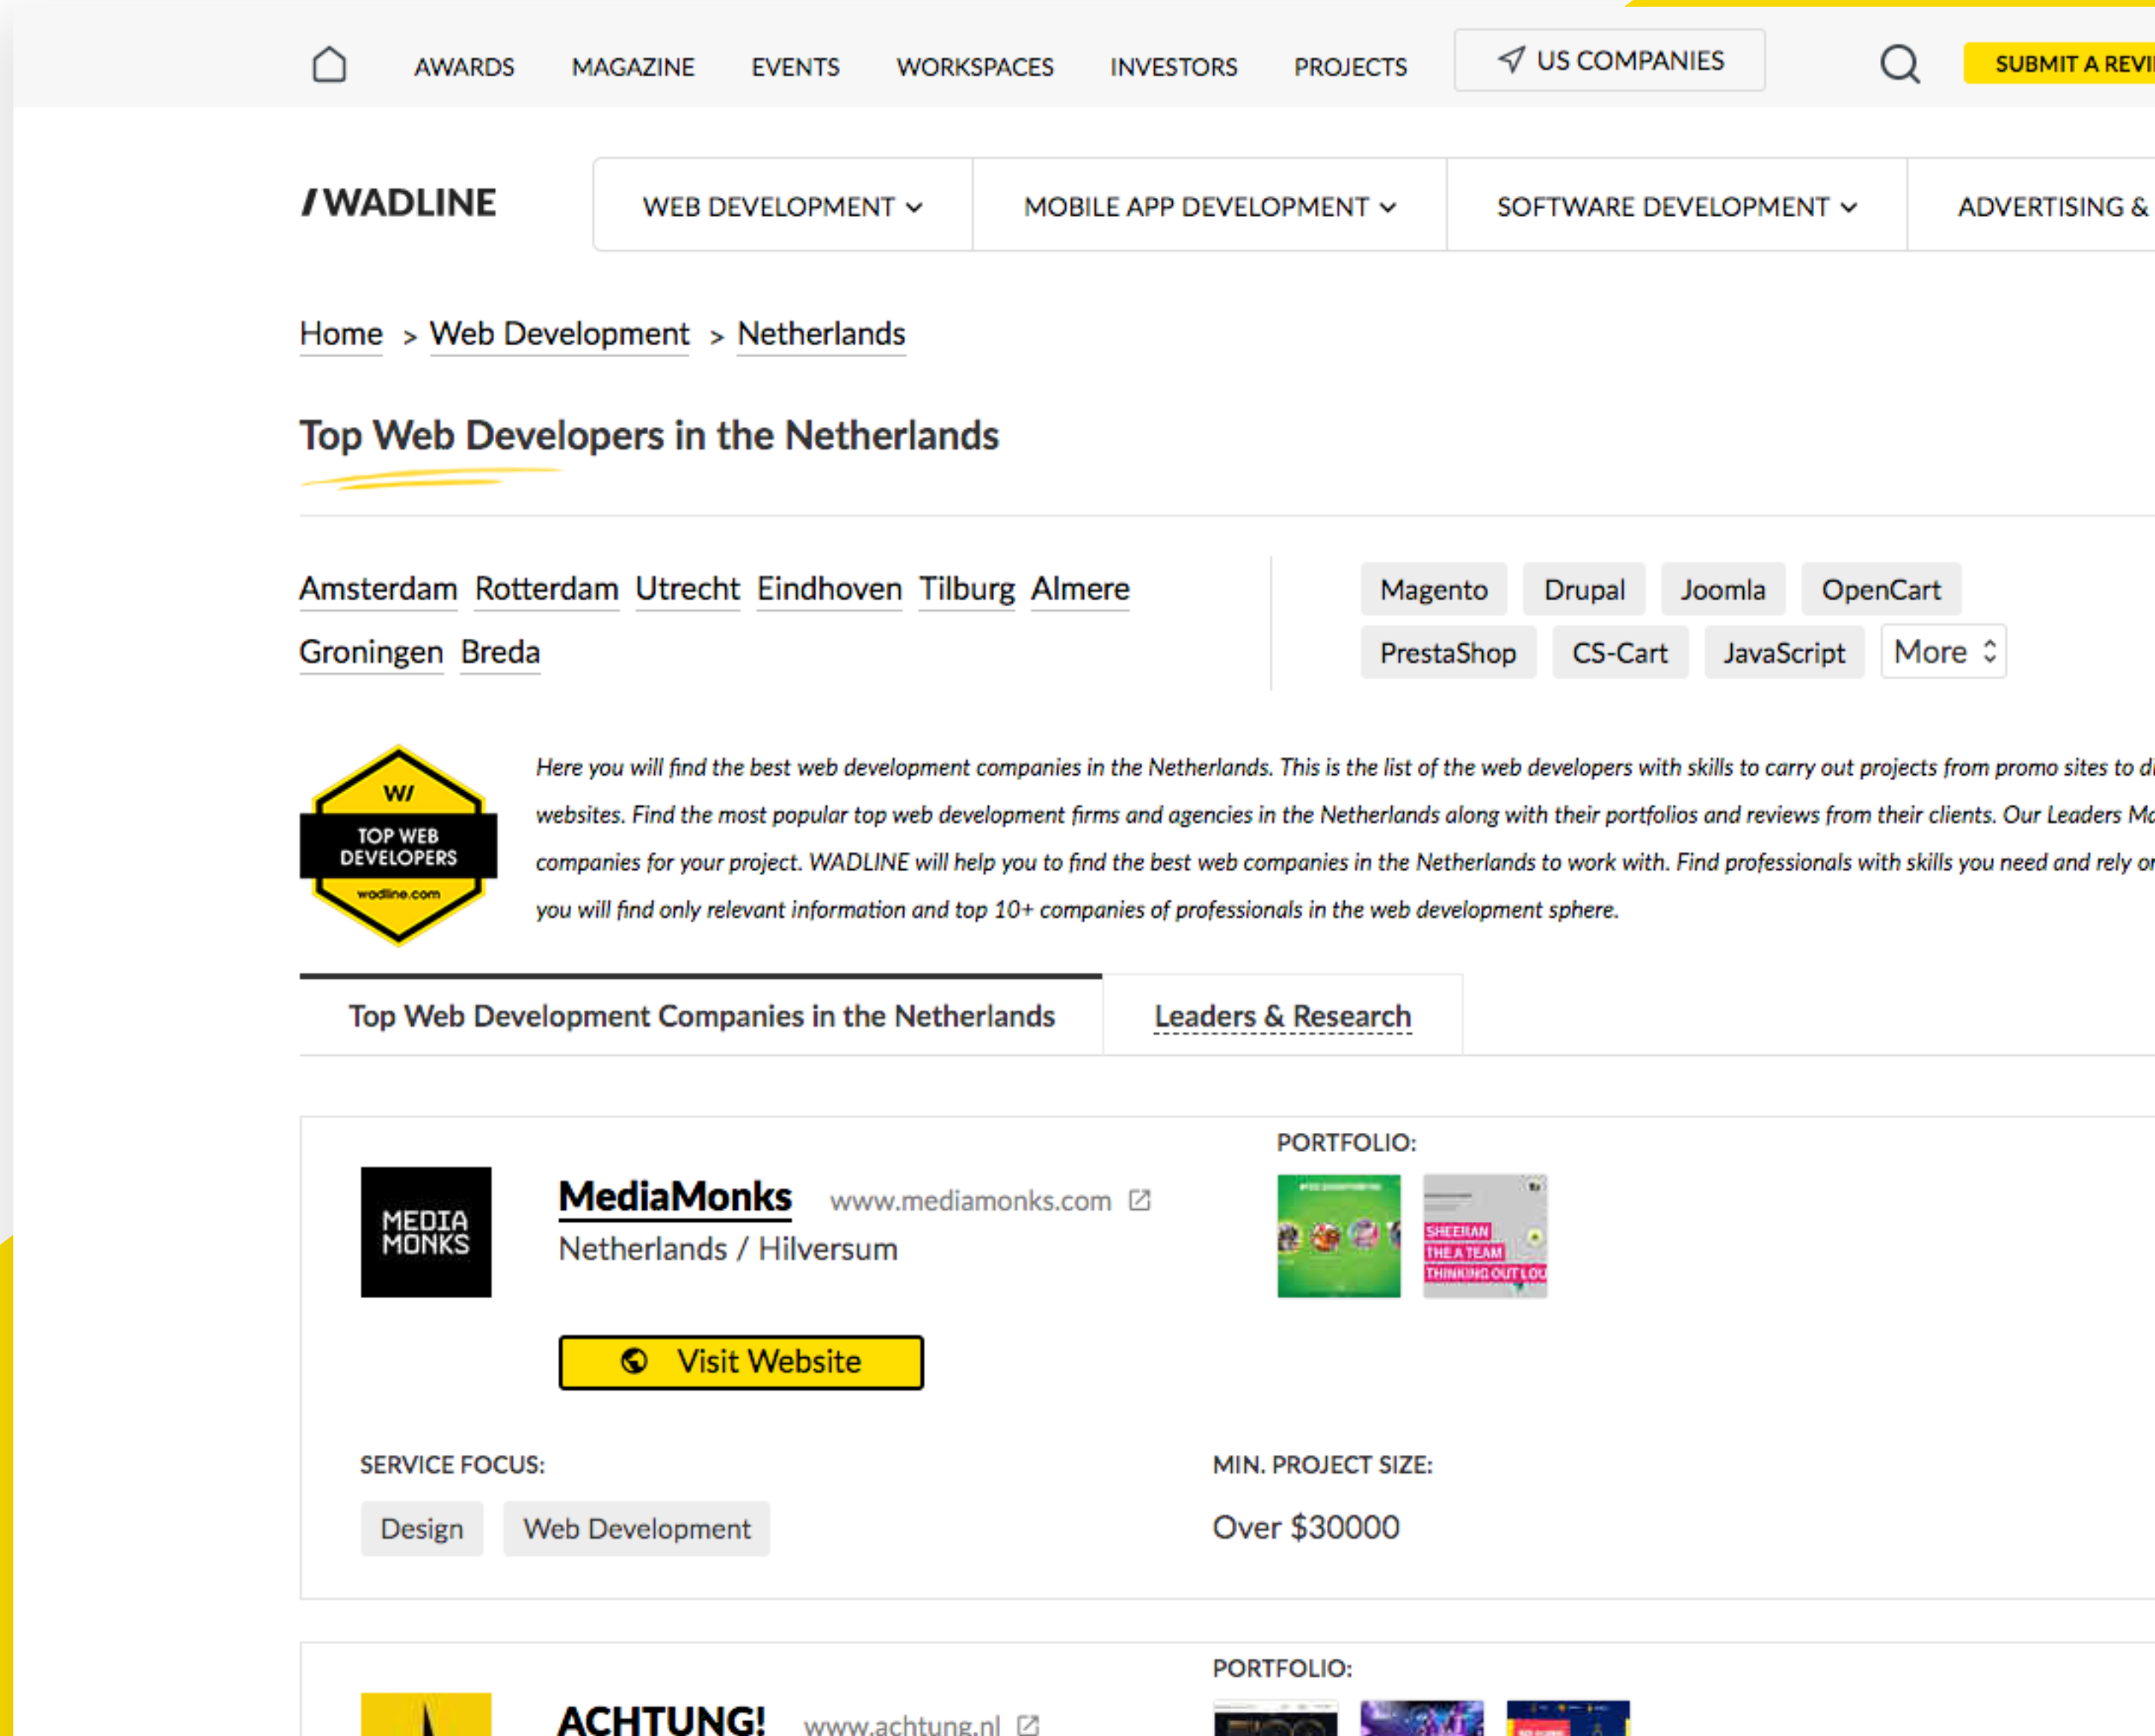 AWARDS MAGAZINE EVENTS WORKSPACES INVESTORS PROJECTS US COMPANIES SUBMIT A REVI
/WADLINE WEB DEVELOPMENT MOBILE APP DEVELOPMENT SOFTWARE DEVELOPMENT ADVERTISING &
Home > Web Development > Netherlands
Top Web Developers in the Netherlands
Amsterdam Rotterdam Utrecht Eindhoven Tilburg Almere
Groningen Breda
Magento Drupal Joomla OpenCart
PrestaShop CS-Cart JavaScript More
W/
TOP WEB
DEVELOPERS
wadline.com
Here you will find the best web development companies in the Netherlands. This is the list of the web developers with skills to carry out projects from promo sites to di
websites. Find the most popular top web development firms and agencies in the Netherlands along with their portfolios and reviews from their clients. Our Leaders Ma
companies for your project. WADLINE will help you to find the best web companies in the Netherlands to work with. Find professionals with skills you need and rely on
you will find only relevant information and top 10+ companies of professionals in the web development sphere.
Top Web Development Companies in the Netherlands Leaders & Research
MEDIA
MONKS
MediaMonks www.mediamonks.com
Netherlands / Hilversum
Visit Website
PORTFOLIO:
SHEERAN
THE A TEAM
THINKING OUT LOU
SERVICE FOCUS:
Design Web Development
MIN. PROJECT SIZE:
Over $30000
ACHTUNG! www.achtung.nl
PORTFOLIO: